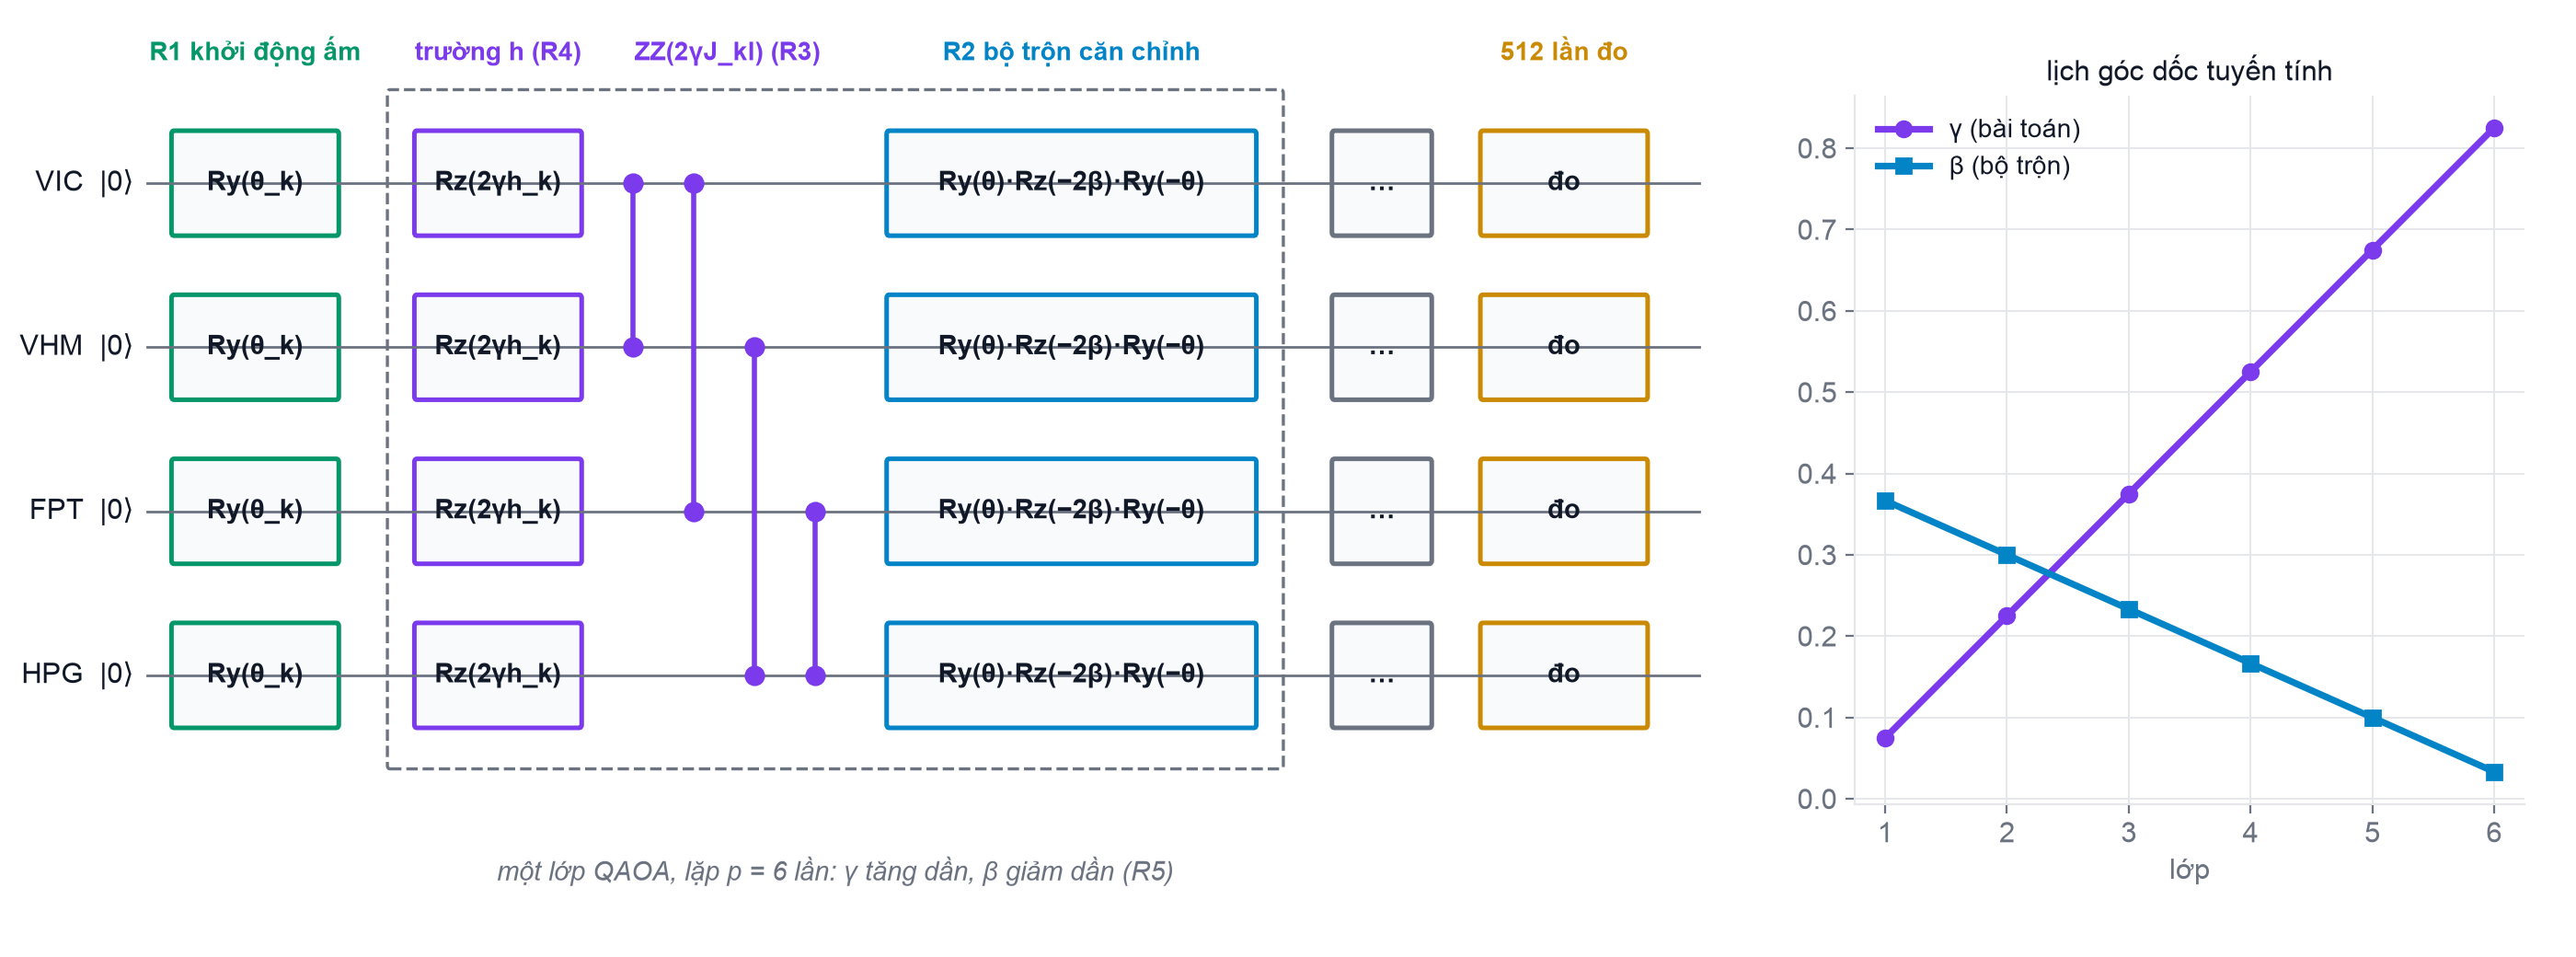 R1 khởi động ấm trường h (R4) ZZ(2γJ_kl) (R3) R2 bộ trộn căn chỉnh 512 lần đo
VIC |0⟩ Ry(θ_k) Rz(2γh_k) Ry(θ)·Rz(−2β)·Ry(−θ) ... đo
VHM |0⟩ Ry(θ_k) Rz(2γh_k) Ry(θ)·Rz(−2β)·Ry(−θ) ... đo
FPT |0⟩ Ry(θ_k) Rz(2γh_k) Ry(θ)·Rz(−2β)·Ry(−θ) ... đo
HPG |0⟩ Ry(θ_k) Rz(2γh_k) Ry(θ)·Rz(−2β)·Ry(−θ) ... đo
một lớp QAOA, lặp p = 6 lần: γ tăng dần, β giảm dần (R5)
lịch góc dốc tuyến tính
γ (bài toán)
β (bộ trộn)
0.8
0.7
0.6
0.5
0.4
0.3
0.2
0.1
0.0
1 2 3 4 5 6
lớp